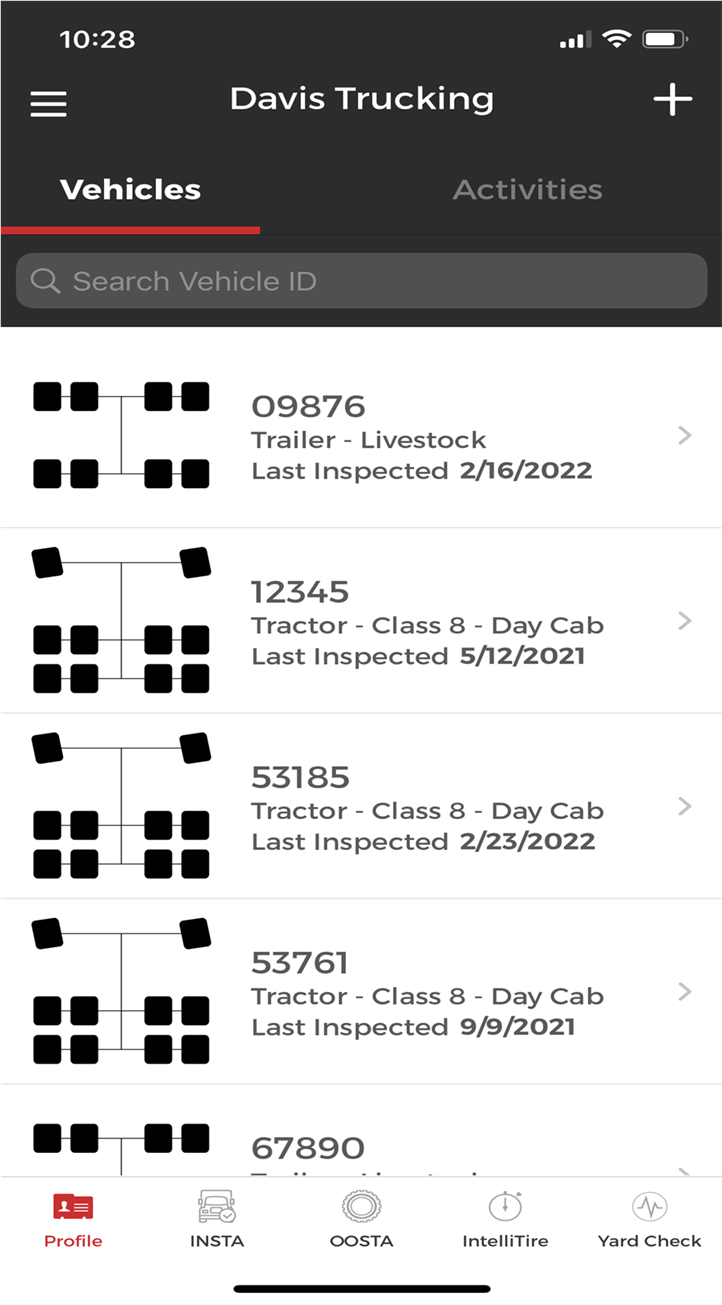 10:28
Davis Trucking
Vehicles
Activities
Search Vehicle ID
09876
Trailer - Livestock
Last Inspected 2/16/2022
12345
Tractor - Class 8 - Day Cab
Last Inspected 5/12/2021
53185
Tractor - Class 8 - Day Cab
Last Inspected 2/23/2022
53761
Tractor - Class 8 - Day Cab
Last Inspected 9/9/2021
67890
Profile
INSTA
OOSTA
IntelliTire
Yard Check